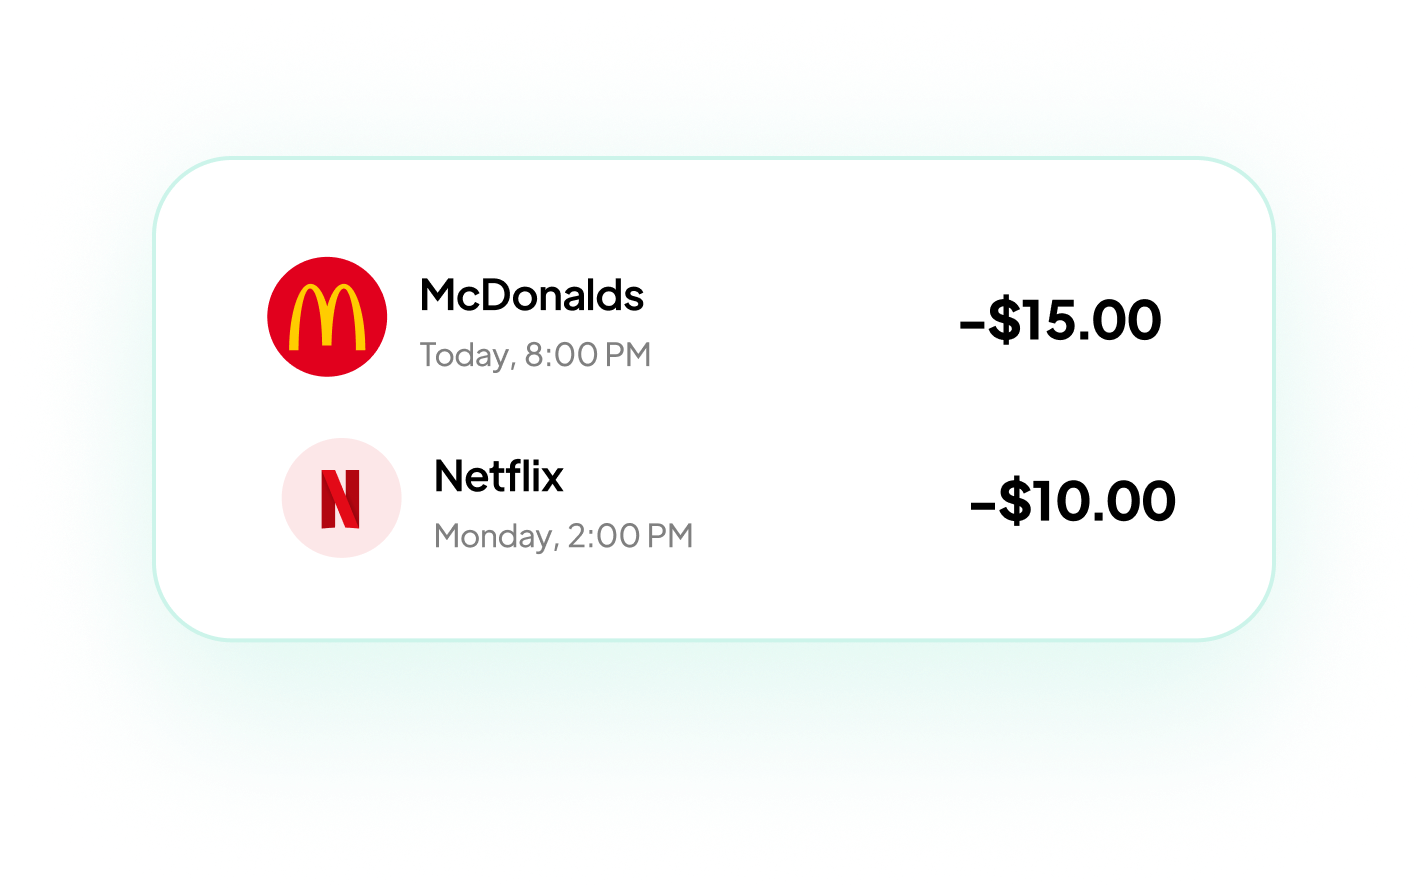 McDonalds
Today, 8:00 PM
-$15.00
Netflix
Monday, 2:00 PM
-$10.00